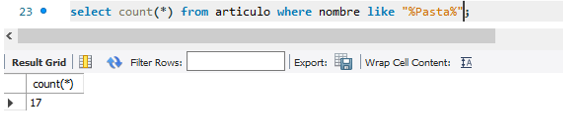 23 select count(*) from articulo where nombre like "%Pasta%";
Result Grid Filter Rows: Export: Wrap Cell Content: IA
count(*)
17